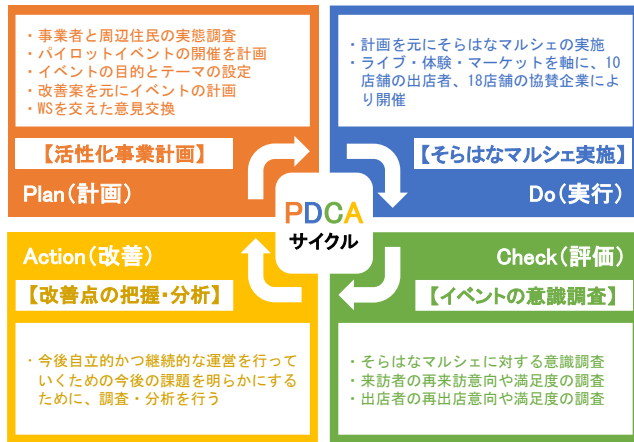 ・事業者と周辺住民の実態調査
・パイロットイベントの開催を計画
・イベントの目的とテーマの設定
・改善案を元にイベントの計画
・WSを交えた意見交換
【活性化事業計画】
Plan(計画)
・計画を元にそらはなマルシェの実施
・ライブ・体験・マーケットを軸に、10
店舗の出店者、18店舗の協賛企業によ
り開催
【そらはなマルシェ実施】
Do(実行)
PDCA
サイクル
Action(改善)
【改善点の把握・分析】
・今後自立的かつ継続的な運営を行って
いくための今後の課題を明らかにする
ために、調査・分析を行う
Check(評価)
【イベントの意識調査】
・そらはなマルシェに対する意識調査
・来訪者の再来訪意向や満足度の調査
・出店者の再出店意向や満足度の調査